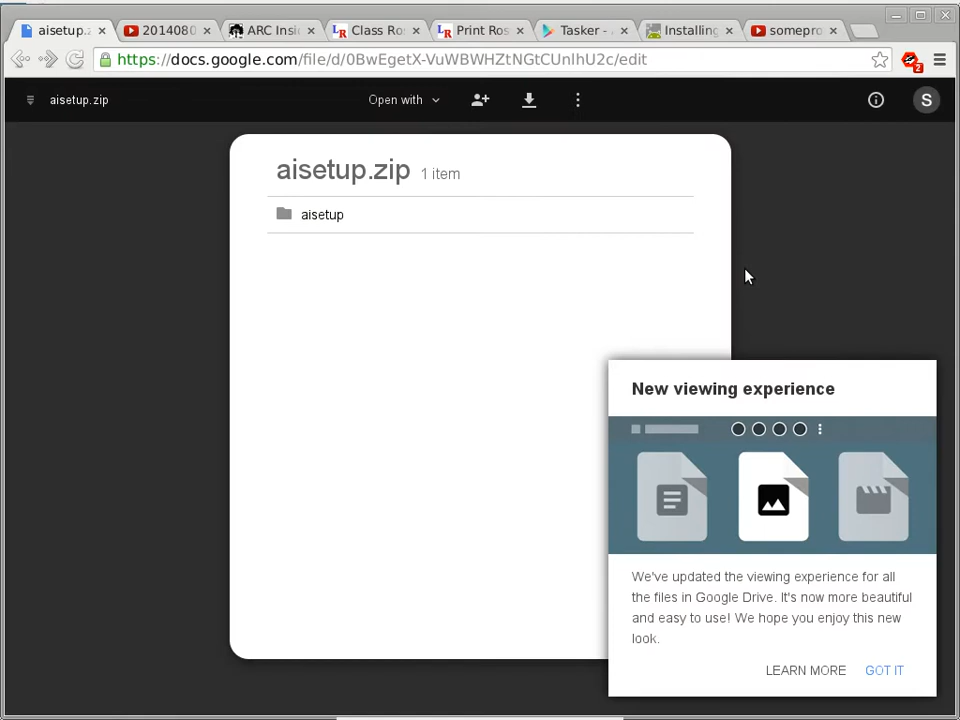 aisetup.z
2014080
ARC Insi
Class Ro
Print Ros
Tasker -
Installing
somepro
https://docs.google.com/file/d/0BwEgetX-VuWBWHZtNGtCUnlhU2c/edit
2
aisetup.zip
Open with
S
aisetup.zip 1 item
aisetup
New viewing experience
We've updated the viewing experience for all
the files in Google Drive. It's now more beautiful
and easy to use! We hope you enjoy this new
look.
LEARN MORE GOT IT